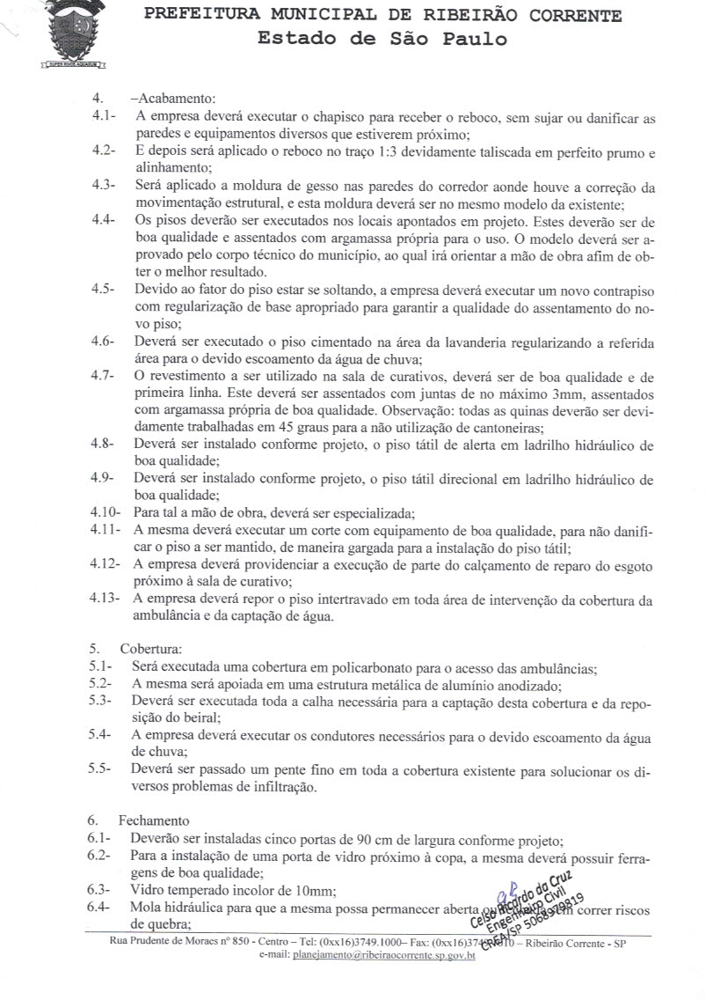 PREFEITURA MUNICIPAL DE RIBEIRÃO CORRENTE
Estado de São Paulo
SUPER RIVOS AQUARUM
4. –Acabamento:
4.1- A empresa deverá executar o chapisco para receber o reboco, sem sujar ou danificar as
paredes e equipamentos diversos que estiverem próximo;
4.2- E depois será aplicado o reboco no traço 1:3 devidamente taliscada em perfeito prumo e
alinhamento;
4.3- Será aplicado a moldura de gesso nas paredes do corredor aonde houve a correção da
movimentação estrutural, e esta moldura deverá ser no mesmo modelo da existente;
4.4- Os pisos deverão ser executados nos locais apontados em projeto. Estes deverão ser de
boa qualidade e assentados com argamassa própria para o uso. O modelo deverá ser a-
provado pelo corpo técnico do município, ao qual irá orientar a mão de obra afim de ob-
ter o melhor resultado.
4.5- Devido ao fator do piso estar se soltando, a empresa deverá executar um novo contrapiso
com regularização de base apropriado para garantir a qualidade do assentamento do no-
vo piso;
4.6- Deverá ser executado o piso cimentado na área da lavanderia regularizando a referida
área para o devido escoamento da água de chuva;
4.7- O revestimento a ser utilizado na sala de curativos, deverá ser de boa qualidade e de
primeira linha. Este deverá ser assentados com juntas de no máximo 3mm, assentados
com argamassa própria de boa qualidade. Observação: todas as quinas deverão ser devi-
damente trabalhadas em 45 graus para a não utilização de cantoneiras;
4.8- Deverá ser instalado conforme projeto, o piso tátil de alerta em ladrilho hidráulico de
boa qualidade;
4.9- Deverá ser instalado conforme projeto, o piso tátil direcional em ladrilho hidráulico de
boa qualidade;
4.10- Para tal a mão de obra, deverá ser especializada;
4.11- A mesma deverá executar um corte com equipamento de boa qualidade, para não danifi-
car o piso a ser mantido, de maneira gargada para a instalação do piso tátil;
4.12- A empresa deverá providenciar a execução de parte do calçamento de reparo do esgoto
próximo à sala de curativo;
4.13- A empresa deverá repor o piso intertravado em toda área de intervenção da cobertura da
ambulância e da captação de água.
5. Cobertura:
5.1- Será executada uma cobertura em policarbonato para o acesso das ambulâncias;
5.2- A mesma será apoiada em uma estrutura metálica de alumínio anodizado;
5.3- Deverá ser executada toda a calha necessária para a captação desta cobertura e da repo-
sição do beiral;
5.4- A empresa deverá executar os condutores necessários para o devido escoamento da água
de chuva;
5.5- Deverá ser passado um pente fino em toda a cobertura existente para solucionar os di-
versos problemas de infiltração.
6. Fechamento
6.1- Deverão ser instaladas cinco portas de 90 cm de largura conforme projeto;
6.2- Para a instalação de uma porta de vidro próximo à copa, a mesma deverá possuir ferra-
gens de boa qualidade;
6.3- Vidro temperado incolor de 10mm;
6.4- Mola hidráulica para que a mesma possa permanecer aberta ou correr riscos
de quebra;
Celso Ricardo da Cruz
Engenheiro Civil
CREA/SP 5068979819
Rua Prudente de Moraes nº 850 - Centro – Tel: (0xx16)3749.1000– Fax: (0xx16) – Ribeirão Corrente - SP
e-mail: planejamento@ribeiraocorrente.sp.gov.bt